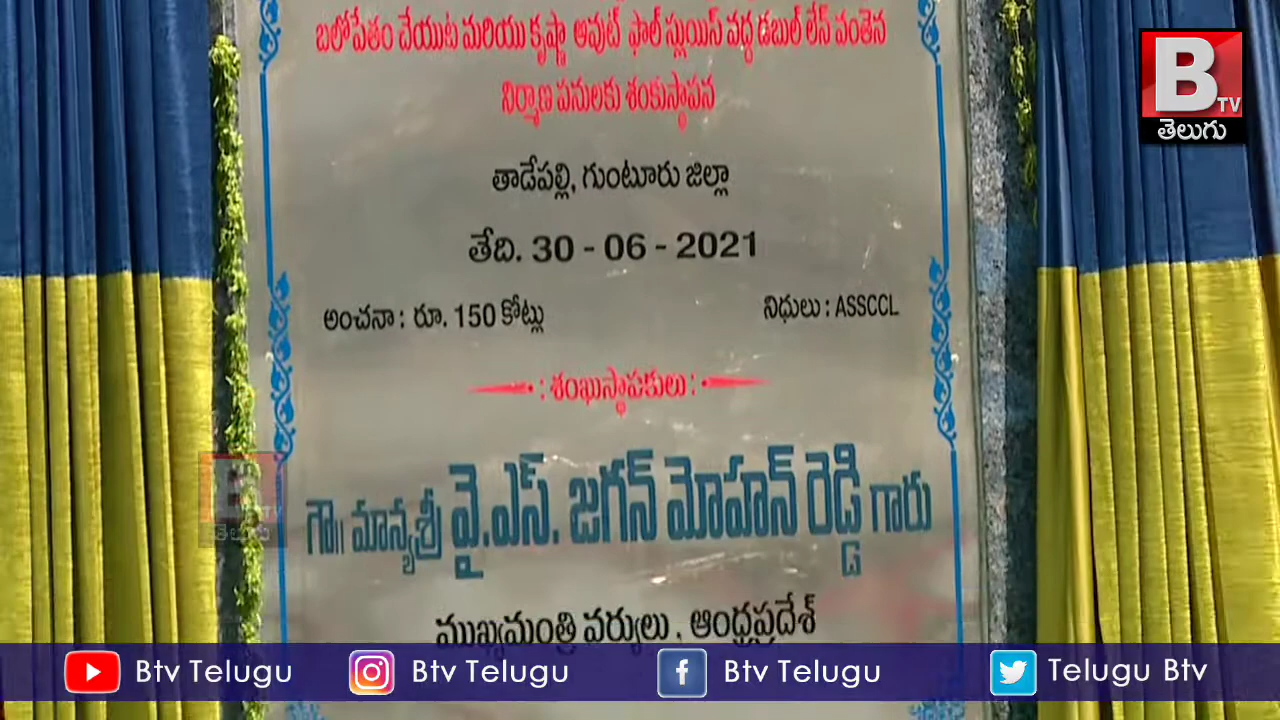 బలోపేతం చేయుట మరియు కృష్ణా అవుట్ ఫాల్ స్లుయిస్ వద్ద డబుల్ లేన్ వంతెన
నిర్మాణ పనులకు శంకుస్థాపన
తాడేపల్లి, గుంటూరు జిల్లా
తేది. 30 - 06 - 2021
అంచనా : రూ. 150 కోట్లు నిధులు : ASSCCL
: శంఖుస్థాపకులు :
గౌ॥ మాన్యశ్రీ వై.ఎస్. జగన్ మోహన్ రెడ్డి గారు
ముఖ్యమంత్రి వర్యులు, ఆంధ్రప్రదేశ్
B TV
తెలుగు
B TV
తెలుగు
Btv Telugu Btv Telugu Btv Telugu Telugu Btv